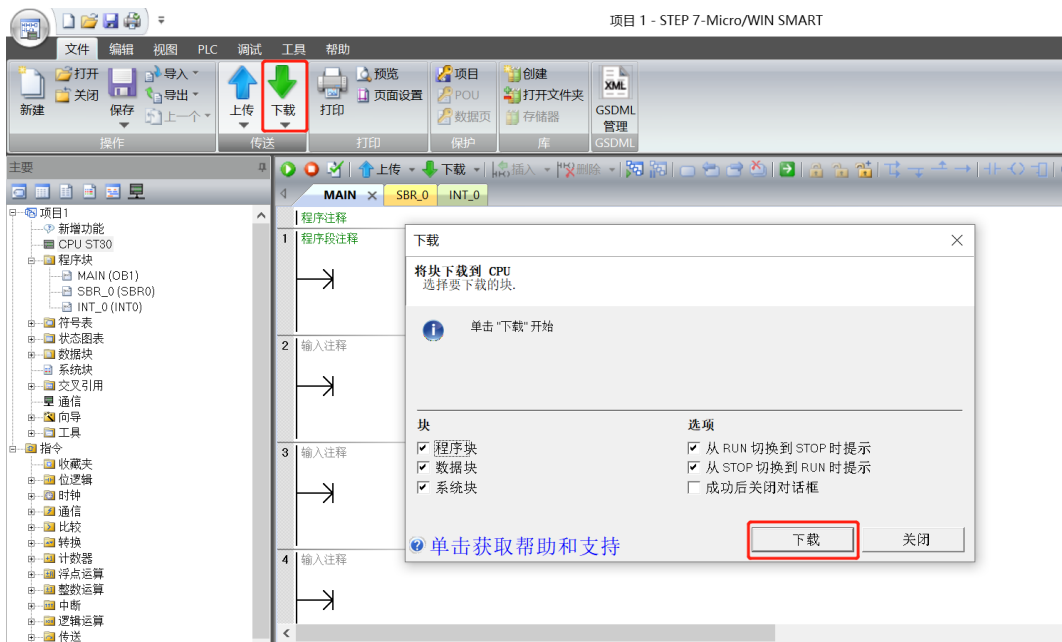 项目 1 - STEP 7-Micro/WIN SMART
文件 编辑 视图 PLC 调试 工具 帮助
新建
打开
关闭
保存
导入
导出
上一个
操作
上传
下载
传送
打印
预览
页面设置
打印
项目
POU
数据页
保护
创建
打开文件夹
存储器
库
XML
GSDML
管理
GSDML
主要
上传 下载 插入 删除
MAIN SBR_0 INT_0
项目1
新增功能
CPU ST30
程序块
MAIN (OB1)
SBR_0 (SBR0)
INT_0 (INT0)
符号表
状态图表
数据块
系统块
交叉引用
通信
向导
工具
指令
收藏夹
位逻辑
时钟
通信
比较
转换
计数器
浮点运算
整数运算
中断
逻辑运算
传送
程序注释
1 程序段注释
2 输入注释
3 输入注释
4 输入注释
下载
将块下载到 CPU
选择要下载的块.
单击 "下载" 开始
块
程序块
数据块
系统块
选项
从 RUN 切换到 STOP 时提示
从 STOP 切换到 RUN 时提示
成功后关闭对话框
单击获取帮助和支持
下载
关闭